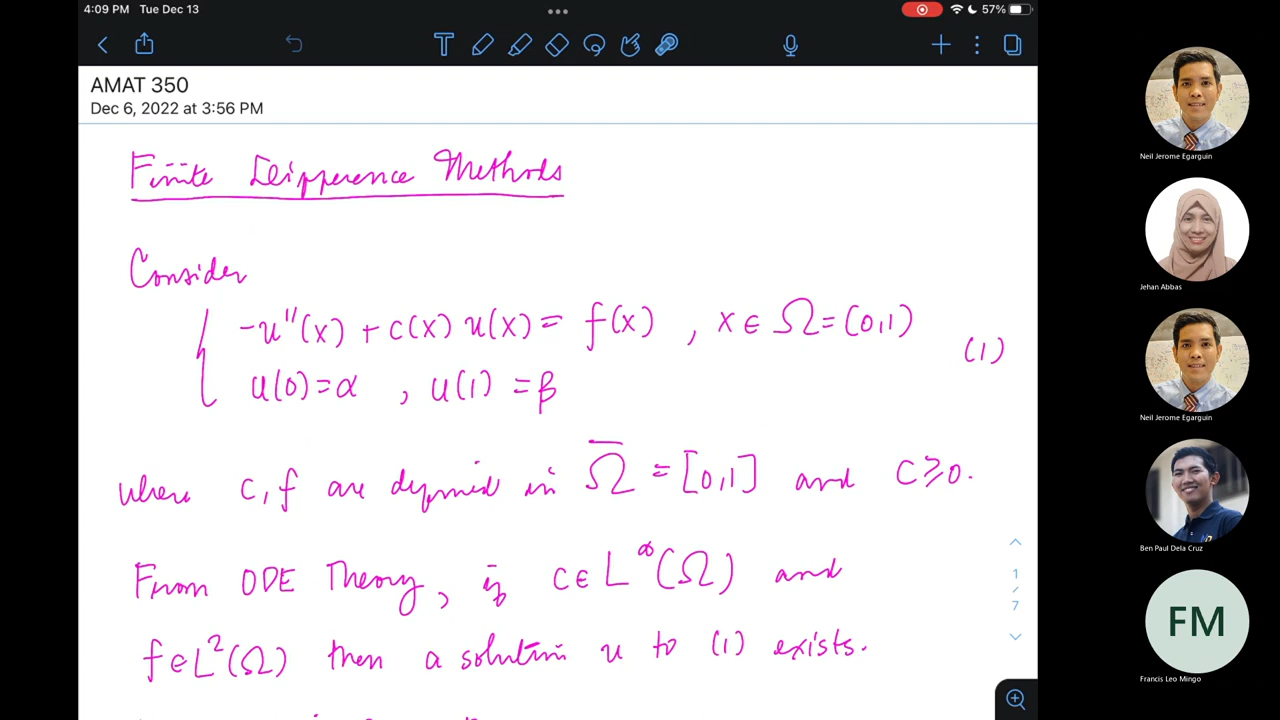 4:09 PM Tue Dec 13
57%
AMAT 350
Dec 6, 2022 at 3:56 PM
Finite Difference Methods
Consider
-u''(x) + c(x) u(x) = f(x) , x ∈ Ω = (0,1)
(1)
u(0) = α , u(1) = β
where c, f are defined in Ω̅ = [0,1] and c ≥ 0.
From ODE Theory, if c ∈ L^∞(Ω) and
f ∈ L²(Ω) then a solution u to (1) exists.
1
/
7
Neil Jerome Egarguin
Jehan Abbas
Neil Jerome Egarguin
Ben Paul Dela Cruz
FM
Francis Leo Mingo